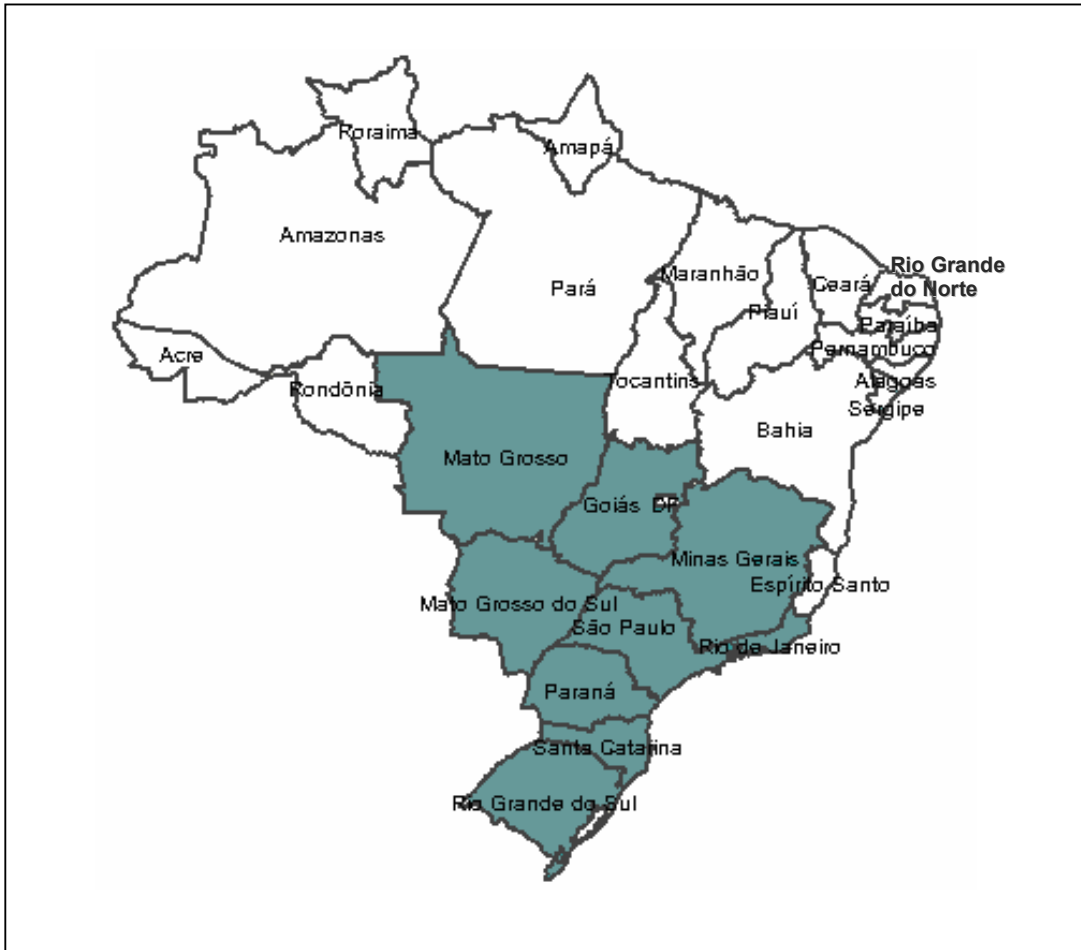 Roraima
Amapá
Amazonas
Pará
Maranhão
Ceará
Rio Grande
do Norte
Piauí
Paraíba
Pernambuco
Acre
Rondônia
Tocantins
Alagoas
Sergipe
Bahia
Mato Grosso
Goiás DF
Minas Gerais
Espírito Santo
Mato Grosso do Sul
São Paulo
Rio de Janeiro
Paraná
Santa Catarina
Rio Grande do Sul